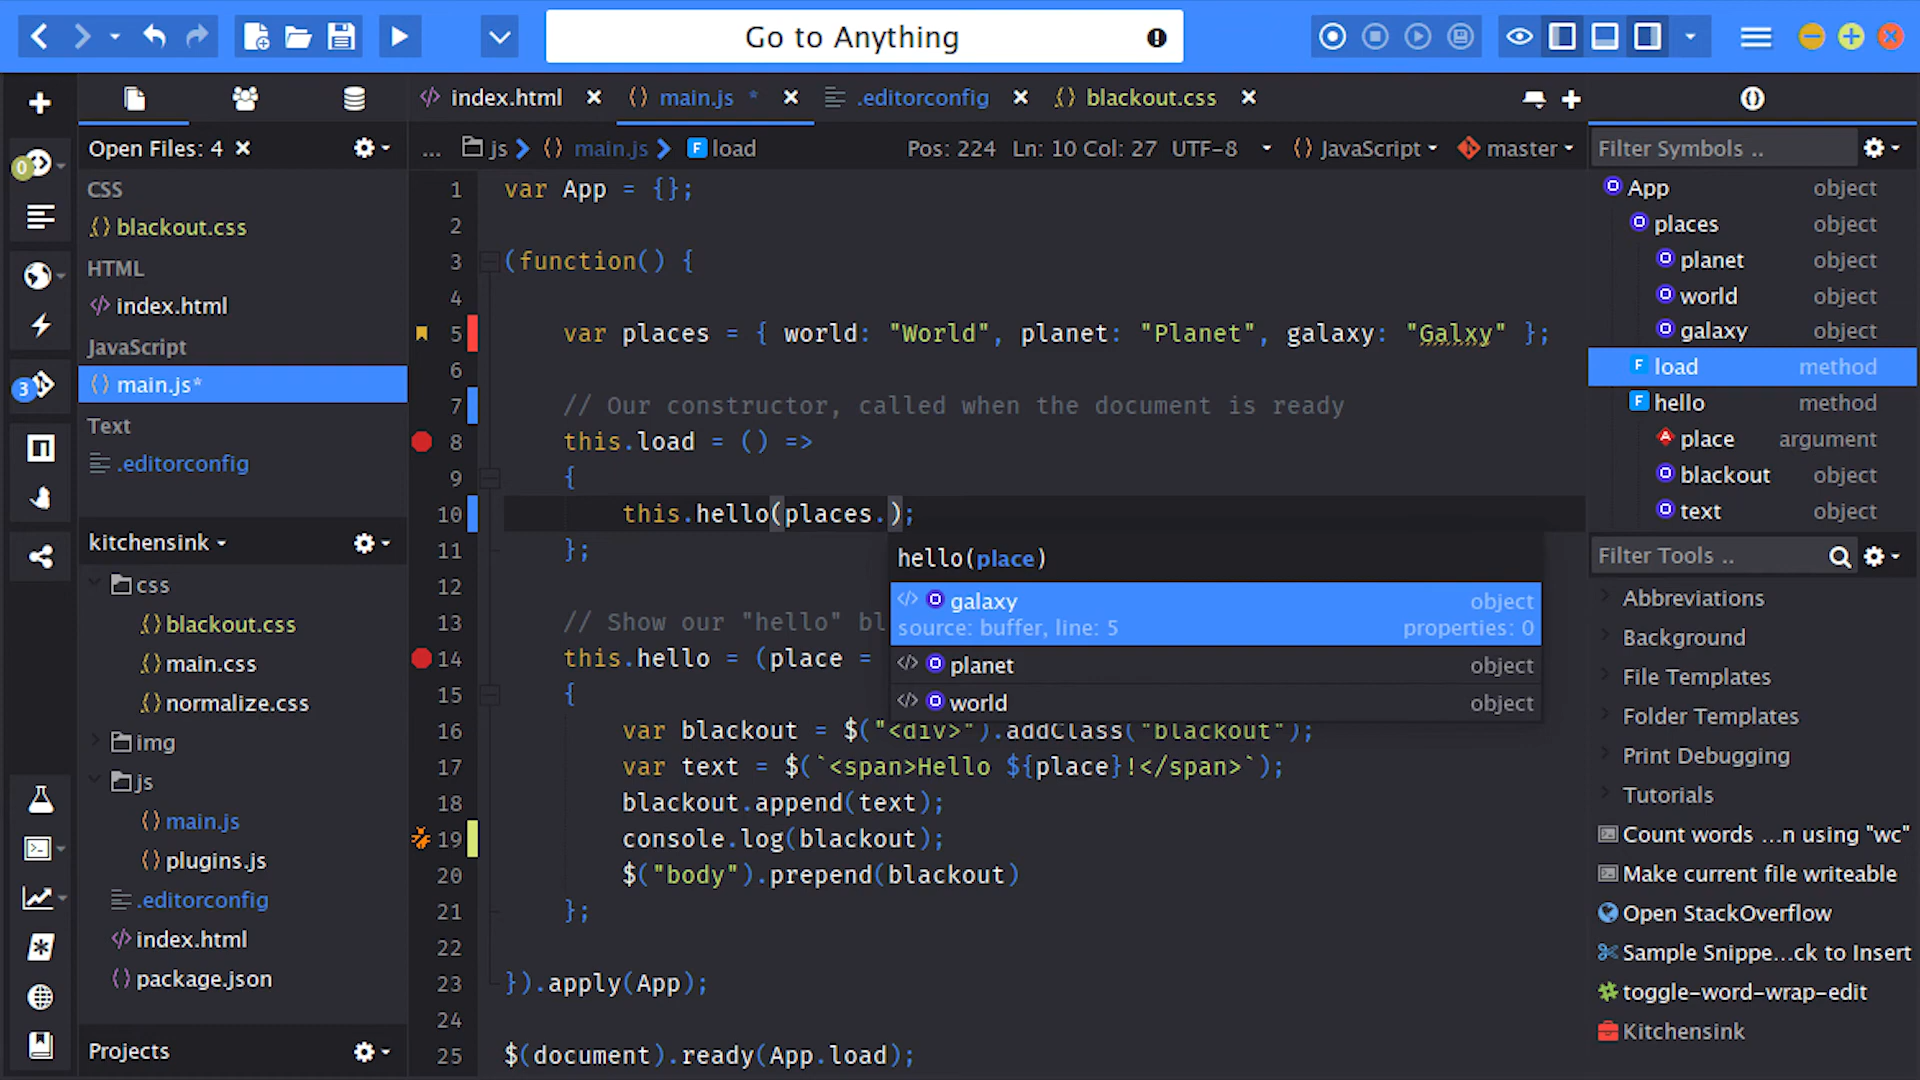 Go to Anything
index.html
main.js *
.editorconfig
blackout.css
Open Files: 4
... js main.js F load Pos: 224 Ln: 10 Col: 27 UTF-8 JavaScript master
Filter Symbols ..
0
3
CSS
blackout.css
HTML
index.html
JavaScript
main.js*
Text
.editorconfig
kitchensink
css
blackout.css
main.css
normalize.css
img
js
main.js
plugins.js
.editorconfig
index.html
package.json
Projects
1 var App = {};
2
3 (function() {
4
5 var places = { world: "World", planet: "Planet", galaxy: "Galxy" };
6
7 // Our constructor, called when the document is ready
8 this.load = () =>
9 {
10 this.hello(places.);
11 };
12
13 // Show our "hello" bl
14 this.hello = (place =
15 {
16 var blackout = $("<div>").addClass("blackout");
17 var text = $(`<span>Hello ${place}!</span>`);
18 blackout.append(text);
19 console.log(blackout);
20 $("body").prepend(blackout)
21 };
22
23 }).apply(App);
24
25 $(document).ready(App.load);
hello(place)
galaxy object
source: buffer, line: 5 properties: 0
planet object
world object
App object
places object
planet object
world object
galaxy object
F load method
F hello method
A place argument
blackout object
text object
Filter Tools ..
Abbreviations
Background
File Templates
Folder Templates
Print Debugging
Tutorials
Count words ...n using "wc"
Make current file writeable
Open StackOverflow
Sample Snippe...ck to Insert
toggle-word-wrap-edit
Kitchensink